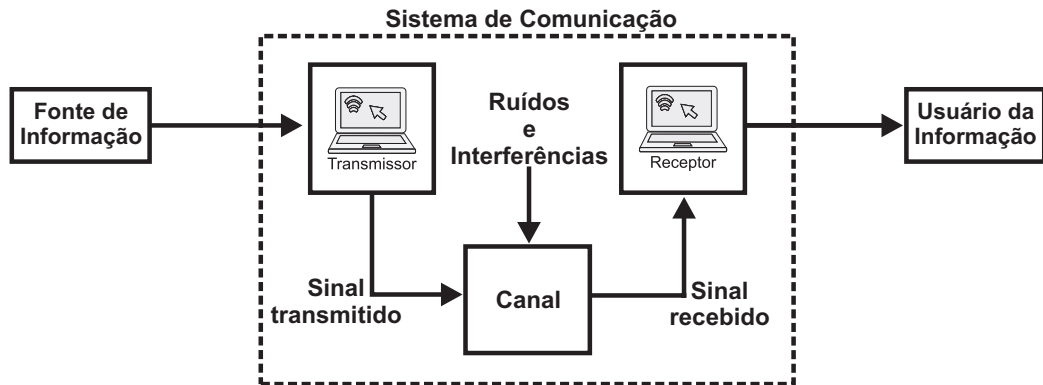 Sistema de Comunicação
Fonte de
Informação
Transmissor
Ruídos
e
Interferências
Receptor
Usuário da
Informação
Sinal
transmitido
Canal
Sinal
recebido